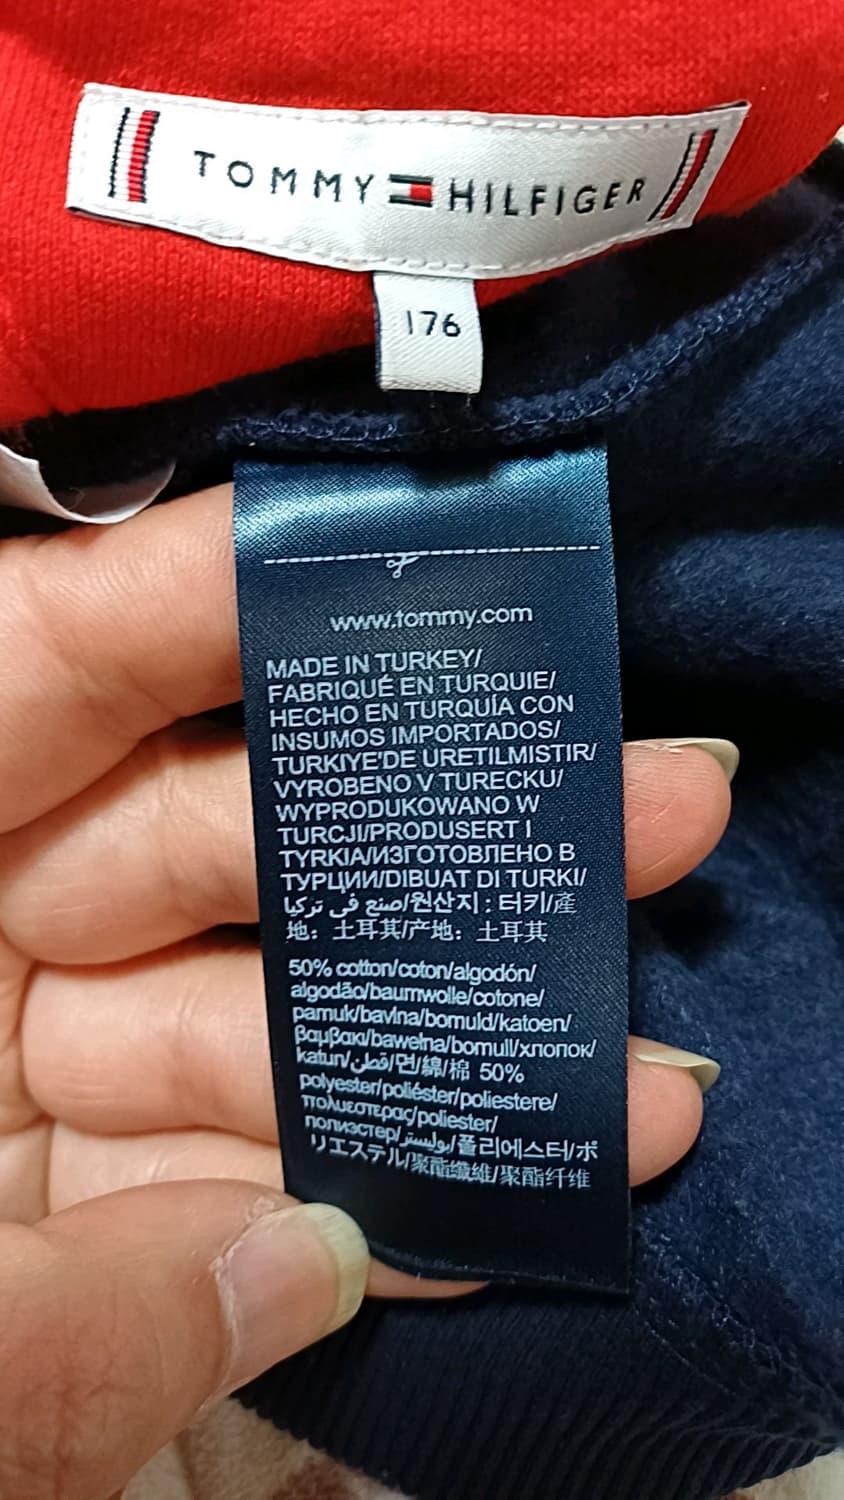 TOMMY HILFIGER
176
www.tommy.com
MADE IN TURKEY/
FABRIQUÉ EN TURQUIE/
HECHO EN TURQUÍA CON
INSUMOS IMPORTADOS/
TURKIYE'DE URETILMISTIR/
VYROBENO V TURECKU/
WYPRODUKOWANO W
TURCJI/PRODUSERT I
TYRKIA/ИЗГОТОВЛЕНО В
ТУРЦИИ/DIBUAT DI TURKI/
صنع في تركيا/원산지 : 터키/產
地：土耳其/产地：土耳其
50% cotton/coton/algodón/
algodão/baumwolle/cotone/
pamuk/bavlna/bomuld/katoen/
βαμβακι/bawełna/bomull/хлопок/
katun/قطن/면/綿/棉 50%
polyester/poliéster/poliestere/
πολυεστερας/poliester/
полиэстер/بوليستر/폴리에스터/ポ
リエステル/聚酯纖維/聚酯纤维